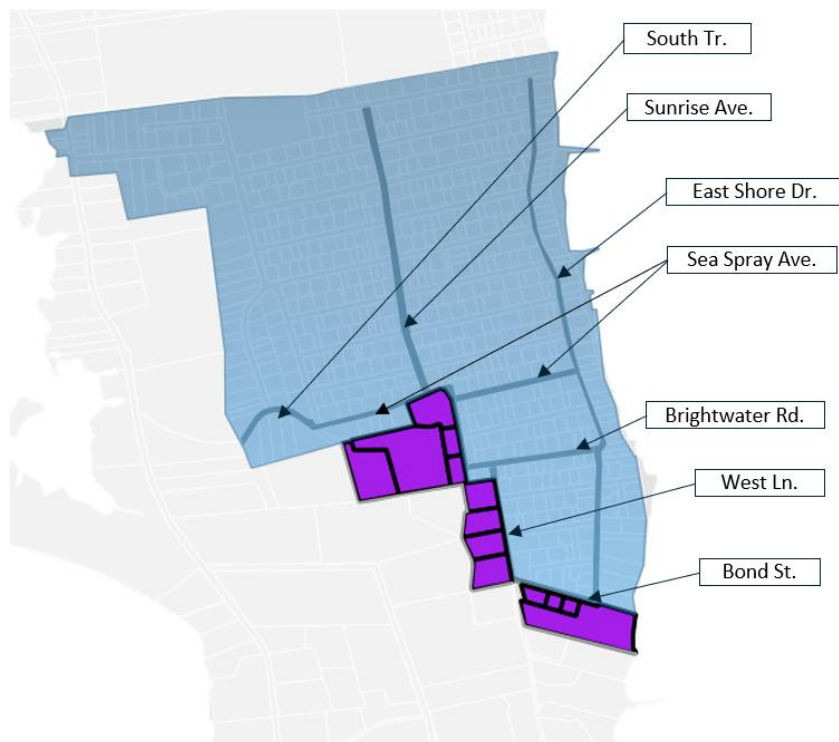 South Tr.
Sunrise Ave.
East Shore Dr.
Sea Spray Ave.
Brightwater Rd.
West Ln.
Bond St.